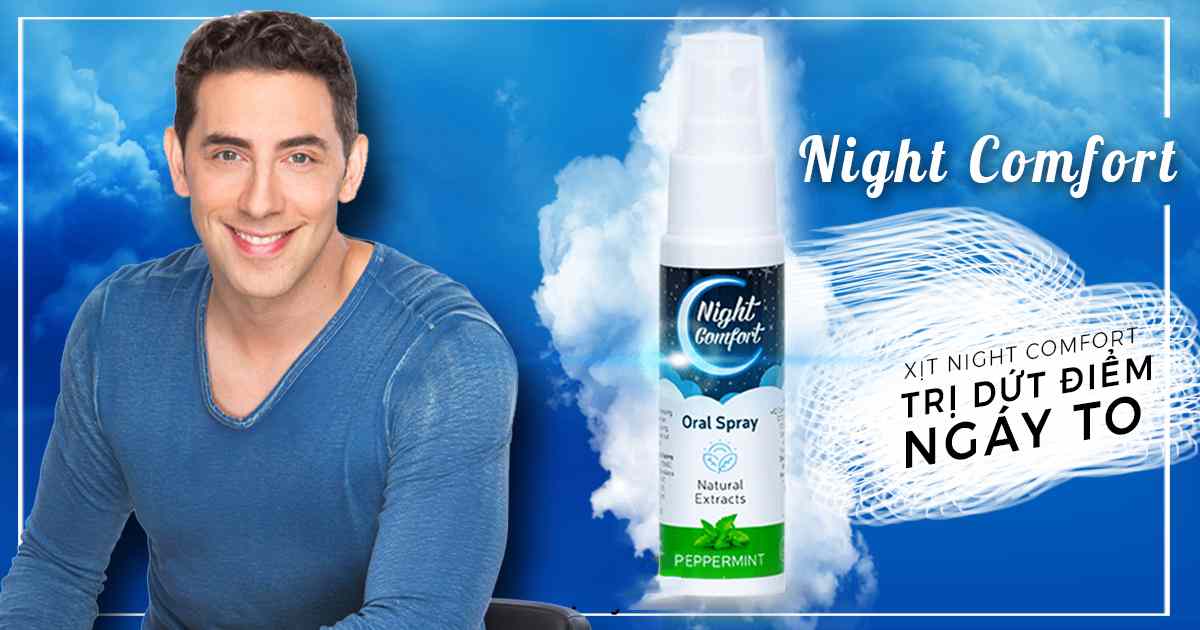 Night Comfort
XỊT NIGHT COMFORT
TRỊ DỨT ĐIỂM
NGÁY TO
Night
Comfort
Oral Spray
Natural
Extracts
PEPPERMINT